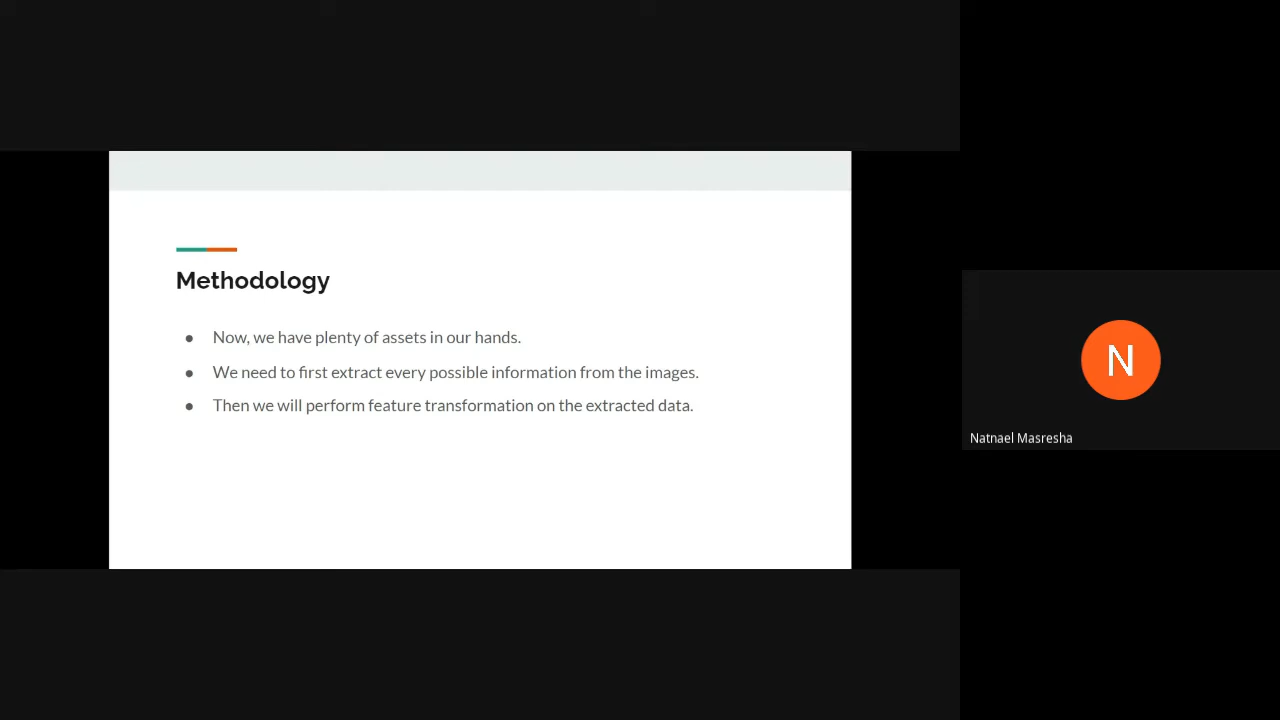 Methodology
● Now, we have plenty of assets in our hands.
● We need to first extract every possible information from the images.
● Then we will perform feature transformation on the extracted data.
N
Natnael Masresha